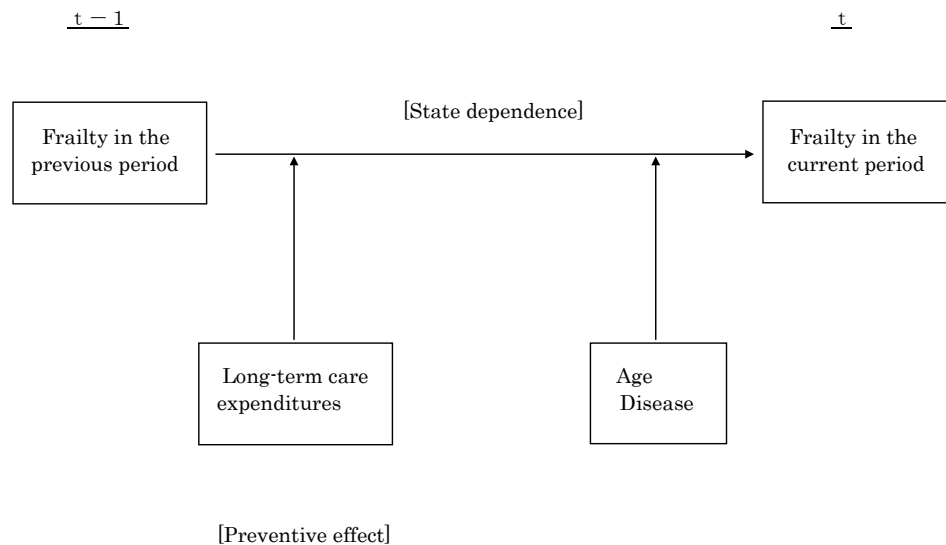 t − 1
t
[State dependence]
Frailty in the
previous period
Frailty in the
current period
Long-term care
expenditures
Age
Disease
[Preventive effect]